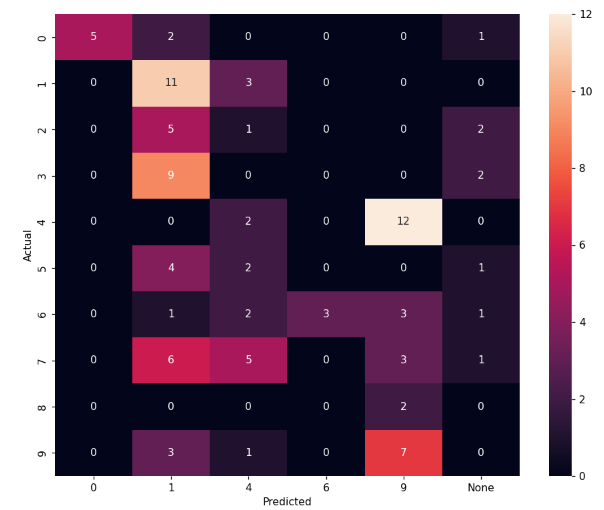 12
0 5 2 0 0 0 1
1 0 11 3 0 0 0
10
2 0 5 1 0 0 2
8
3 0 9 0 0 0 2
4 0 0 2 0 12 0
6
Actual
5 0 4 2 0 0 1
4
6 0 1 2 3 3 1
7 0 6 5 0 3 1
2
8 0 0 0 0 2 0
9 0 3 1 0 7 0
0
0 1 4 6 9 None
Predicted